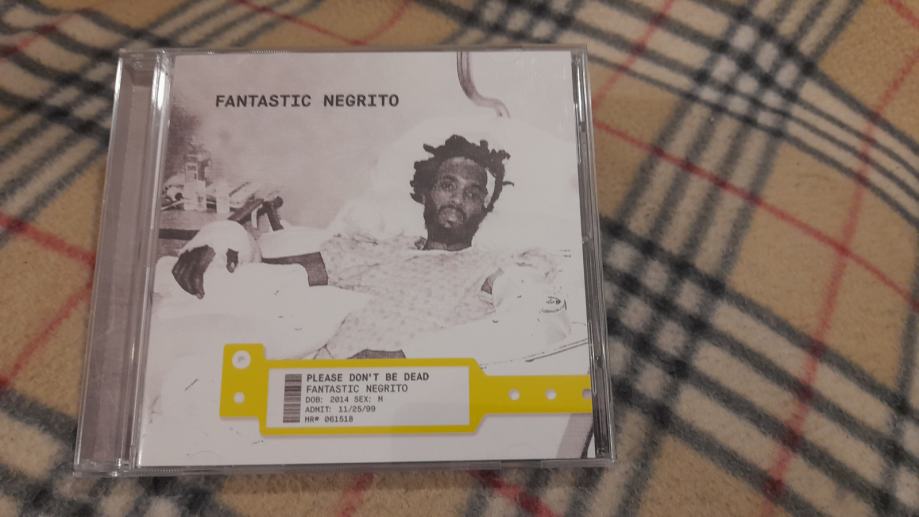 FANTASTIC NEGRITO
PLEASE DON'T BE DEAD
FANTASTIC NEGRITO
DOB: 2014 SEX: M
ADMIT: 11/25/99
MR# 061518